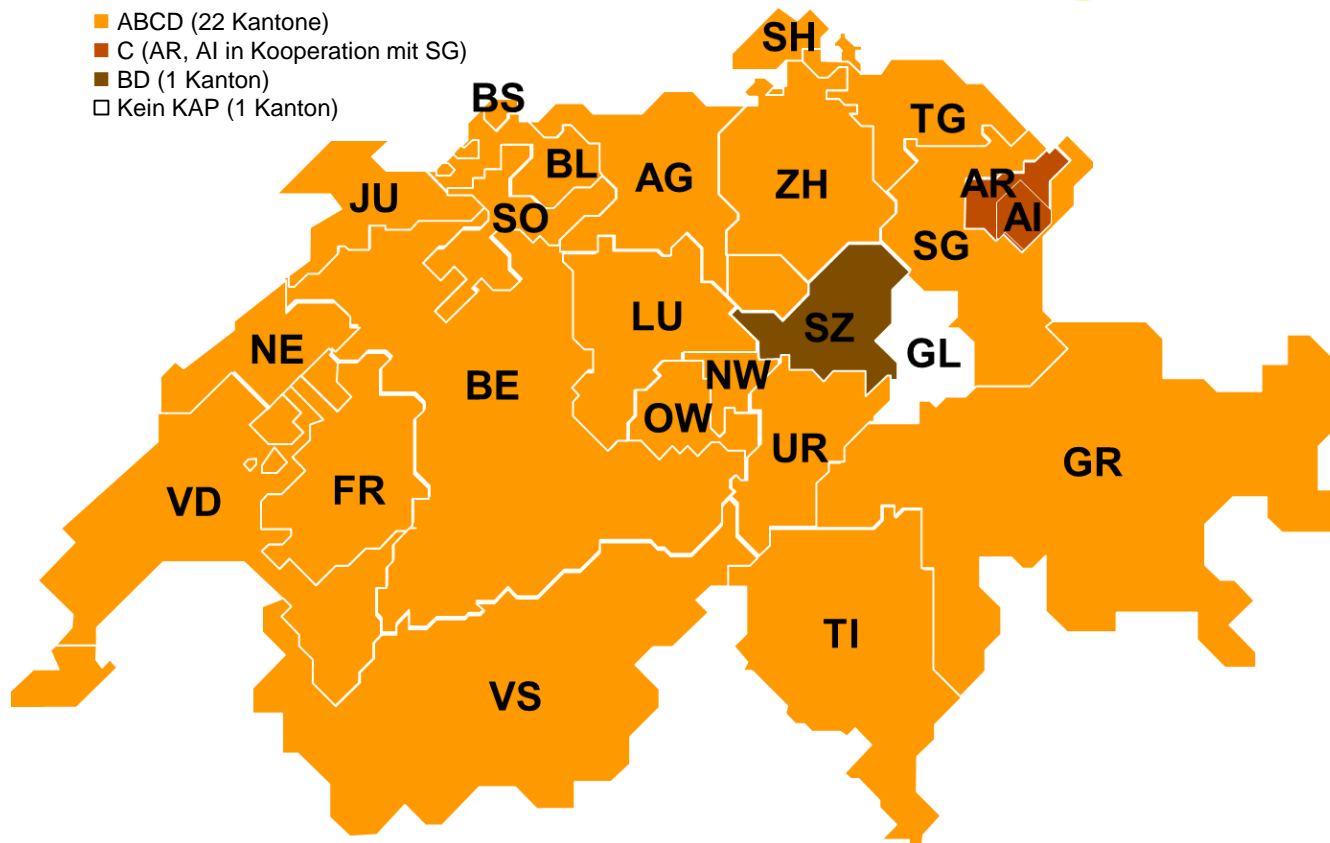 ABCD (22 Kantone)
C (AR, AI in Kooperation mit SG)
BD (1 Kanton)
Kein KAP (1 Kanton)
SH
BS
TG
BL
AG
ZH
JU
AR
SO
AI
SG
LU
SZ
NE
GL
BE
NW
OW
UR
GR
FR
VD
TI
VS